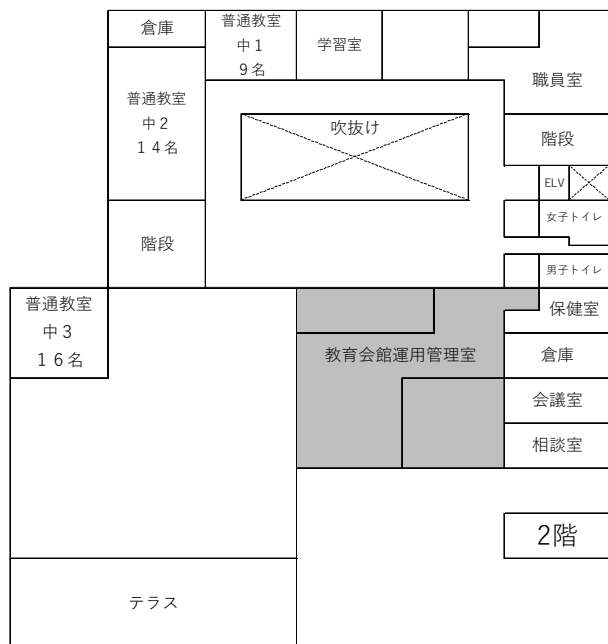 倉庫
普通教室
中１
９名
学習室
職員室
普通教室
中２
１４名
吹抜け
階段
ELV
女子トイレ
階段
男子トイレ
普通教室
中３
１６名
保健室
教育会館運用管理室
倉庫
会議室
相談室
2階
テラス